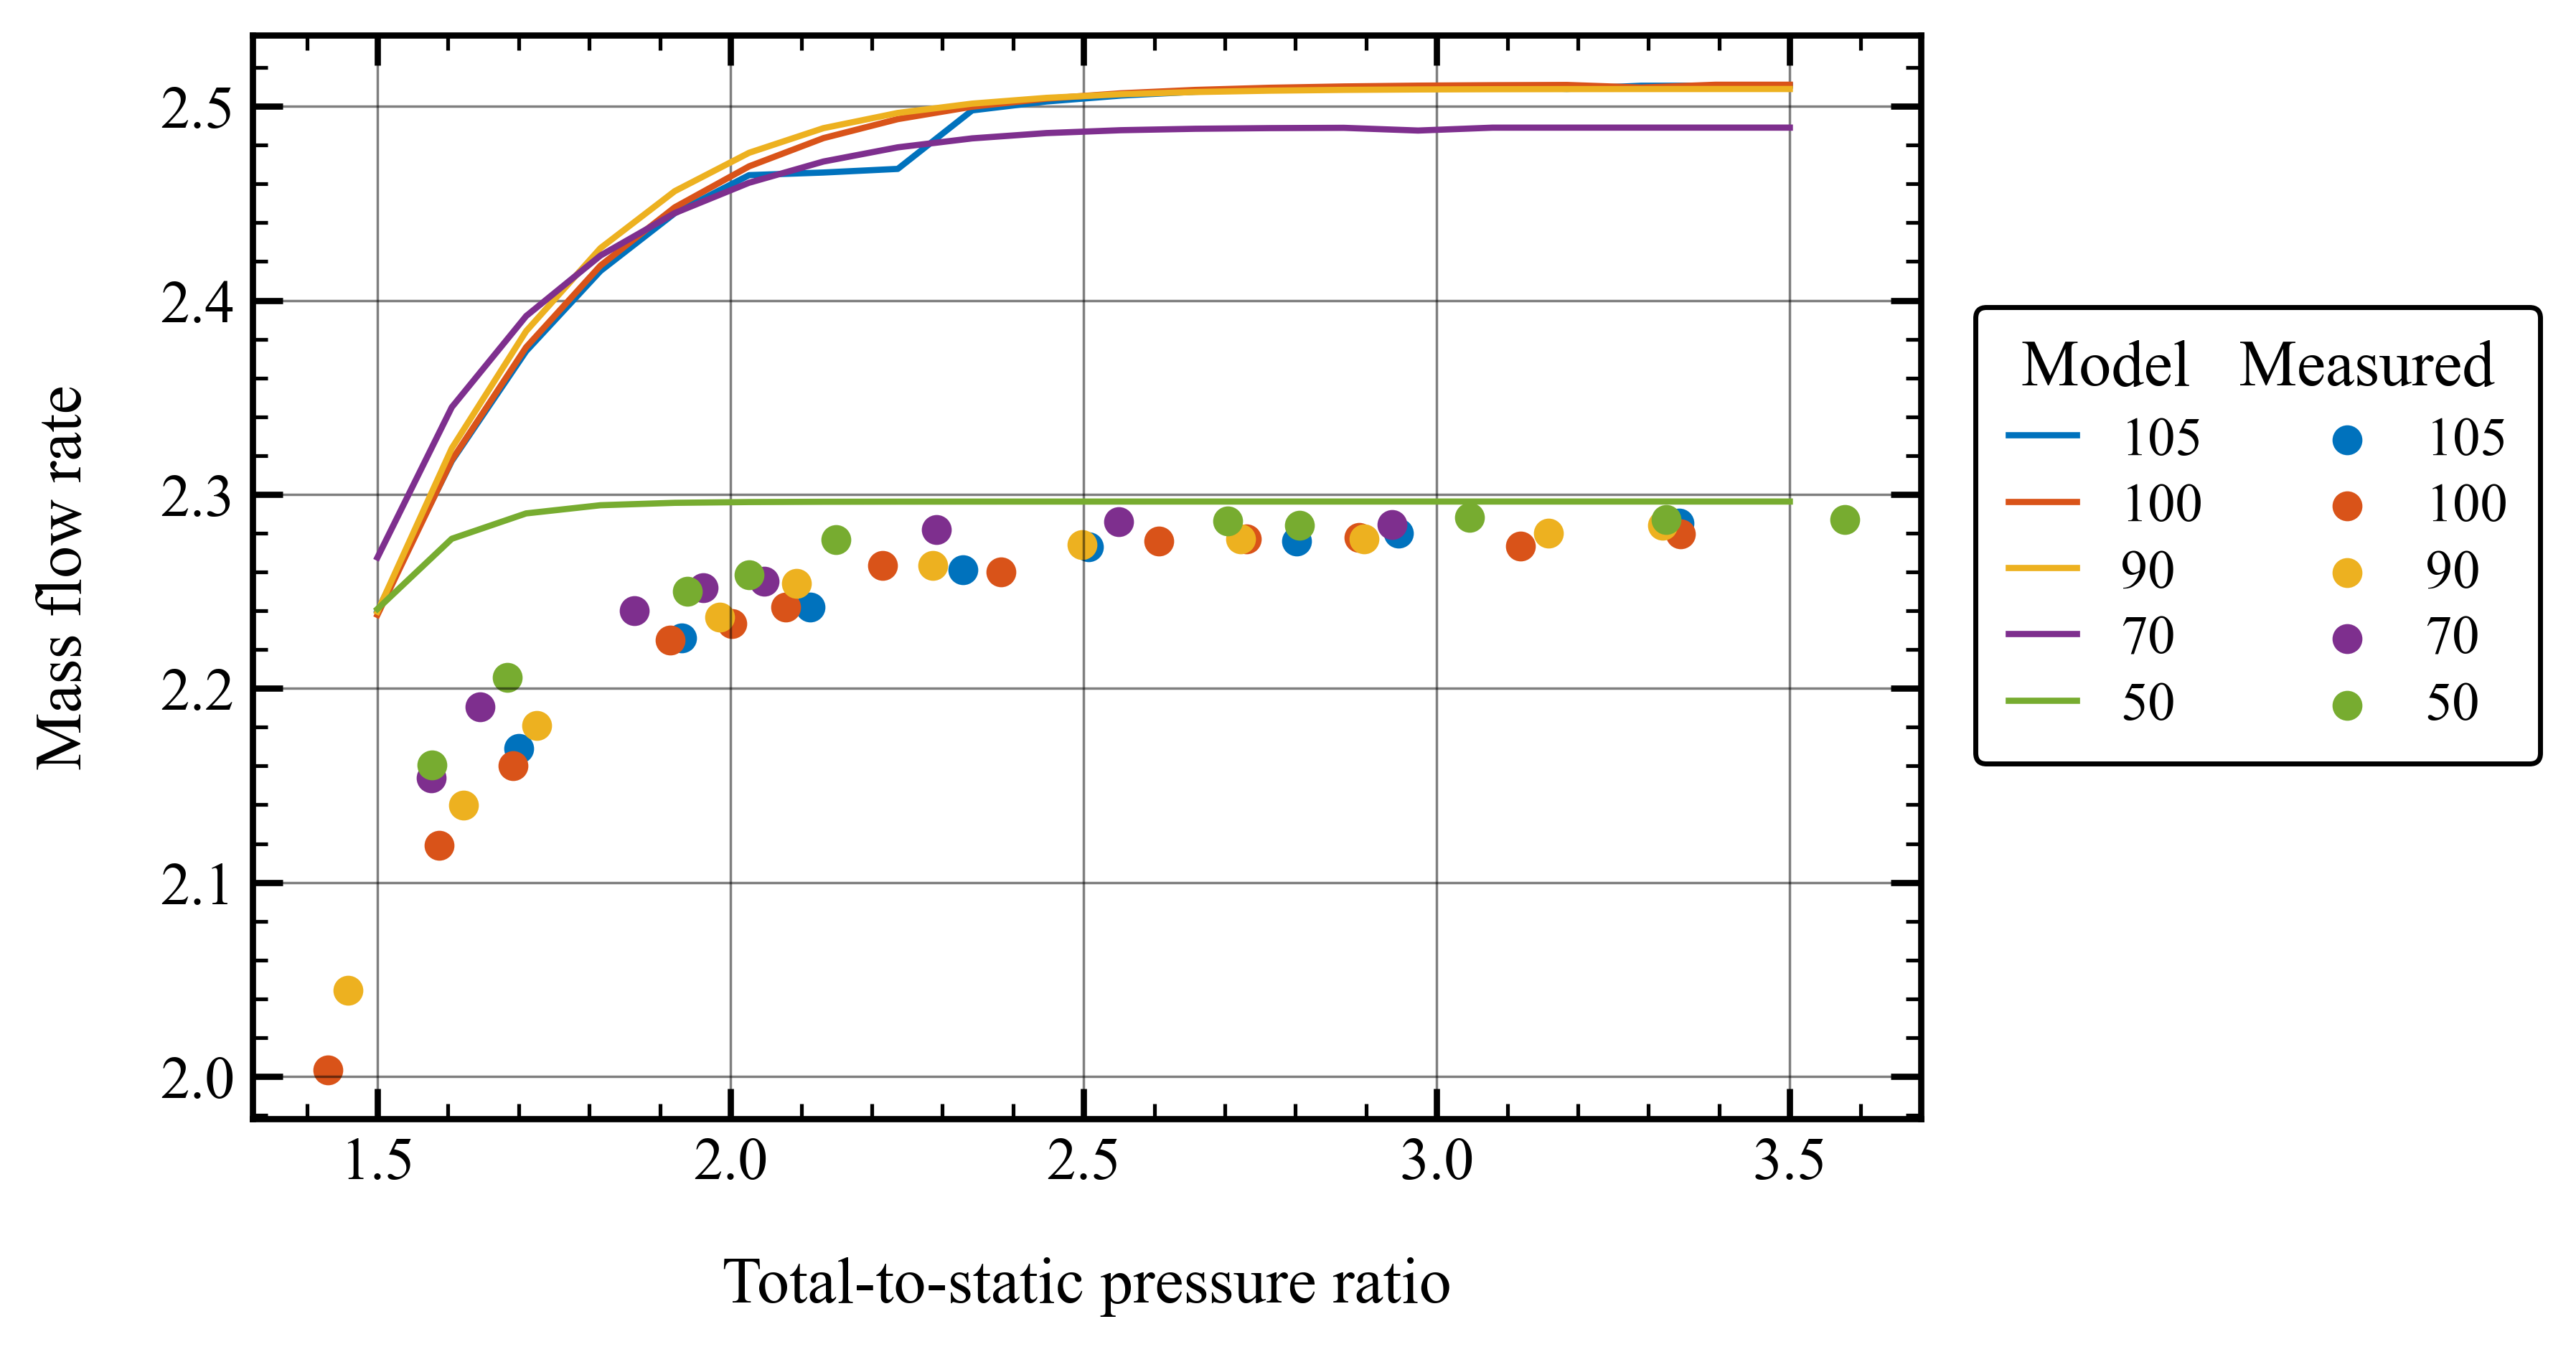 2.5
2.4
2.3
2.2
2.1
2.0
Mass flow rate
1.5 2.0 2.5 3.0 3.5
Total-to-static pressure ratio
Model Measured
105 105
100 100
90 90
70 70
50 50